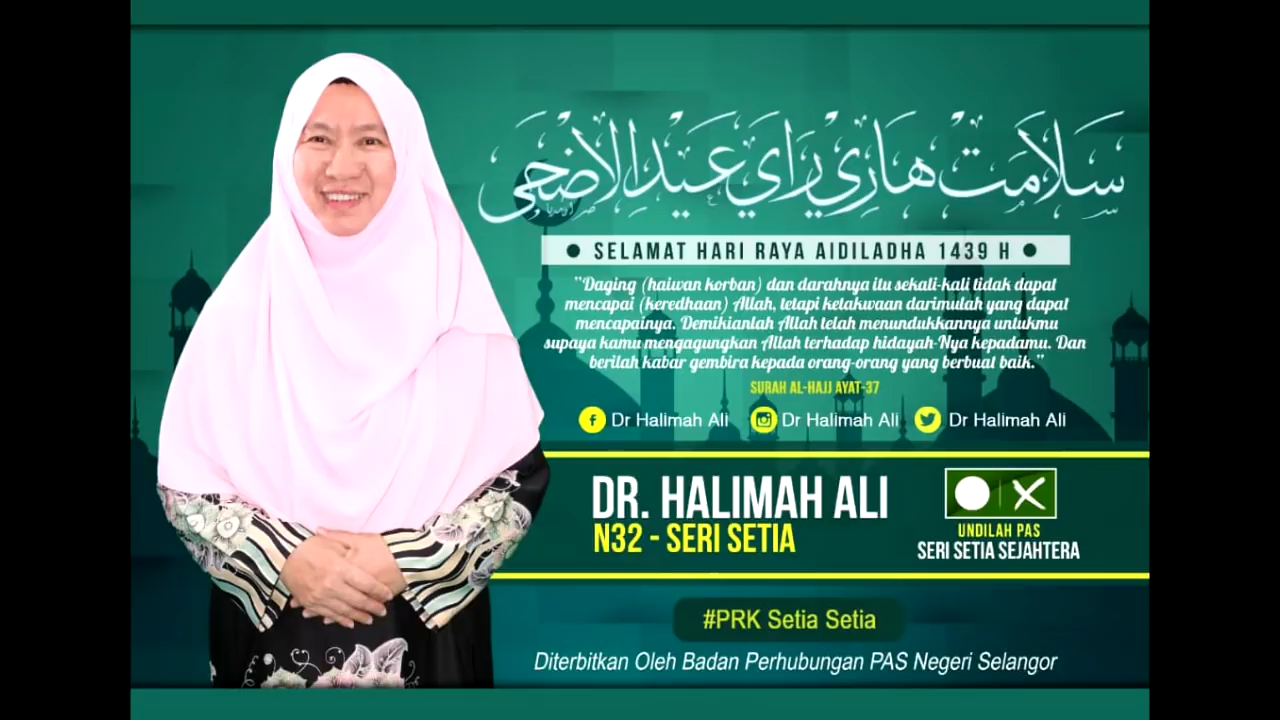 سلامت هاري راي عيدالاضحى
SELAMAT HARI RAYA AIDILADHA 1439 H
"Daging (haiwan korban) dan darahnya itu sekali-kali tidak dapat
mencapai (keredhaan) Allah, tetapi ketakwaan darimulah yang dapat
mencapainya. Demikianlah Allah telah menundukkannya untukmu
supaya kamu mengagungkan Allah terhadap hidayah-Nya kepadamu. Dan
berilah kabar gembira kepada orang-orang yang berbuat baik."
SURAH AL-HAJJ AYAT-37
Dr Halimah Ali Dr Halimah Ali Dr Halimah Ali
DR. HALIMAH ALI
N32 - SERI SETIA
UNDILAH PAS
SERI SETIA SEJAHTERA
#PRK Setia Setia
Diterbitkan Oleh Badan Perhubungan PAS Negeri Selangor